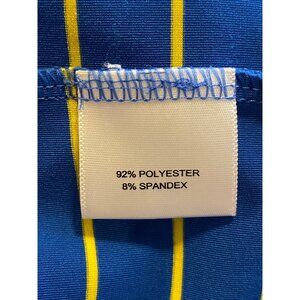 92% POLYESTER
8% SPANDEX